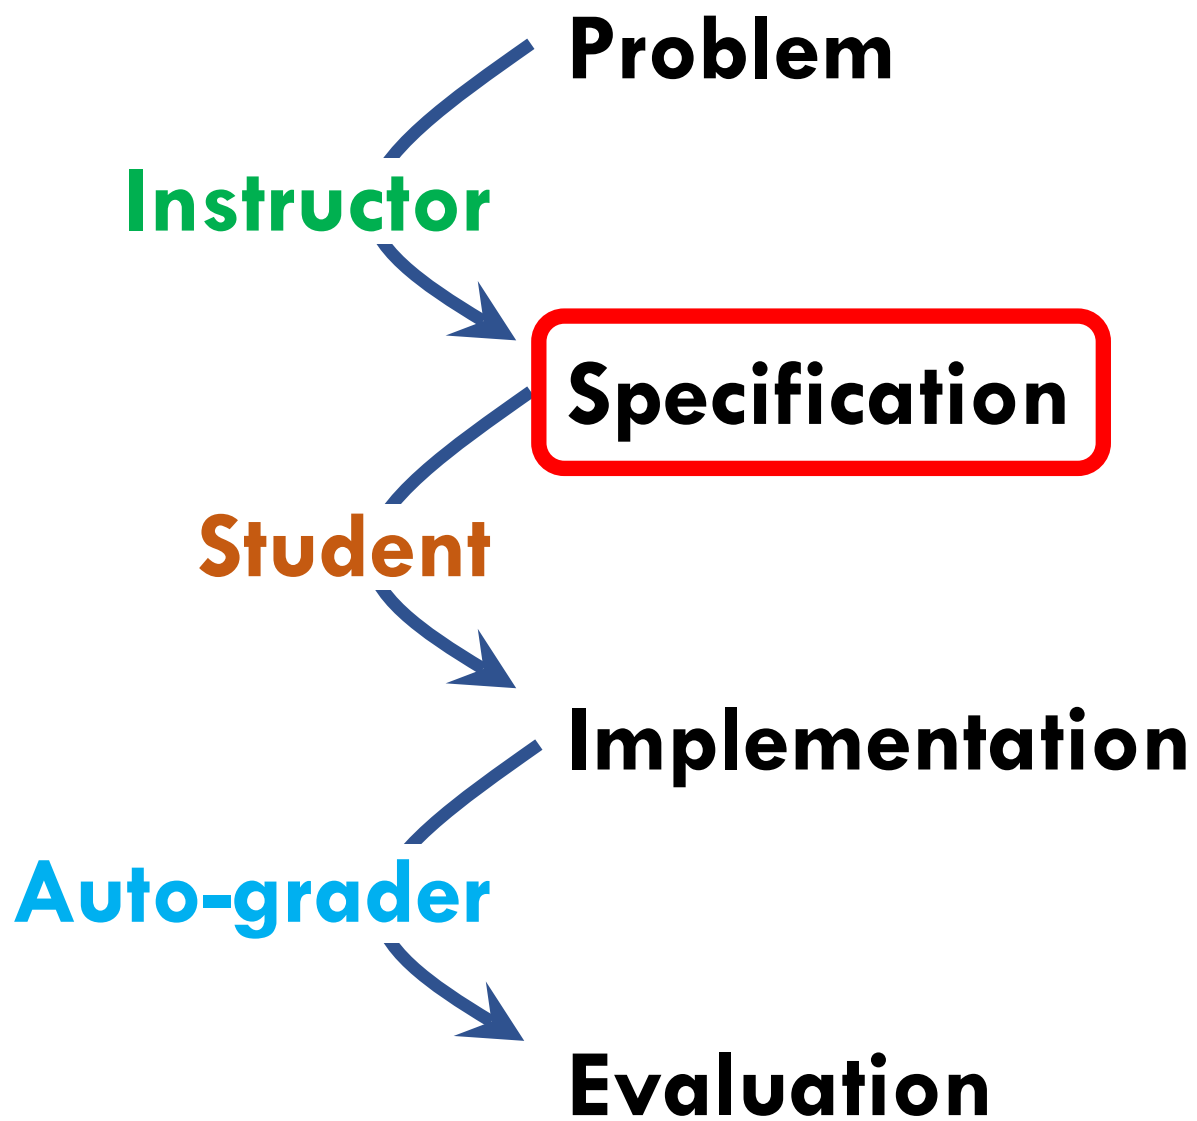 Problem
Instructor
Specification
Student
Implementation
Auto-grader
Evaluation